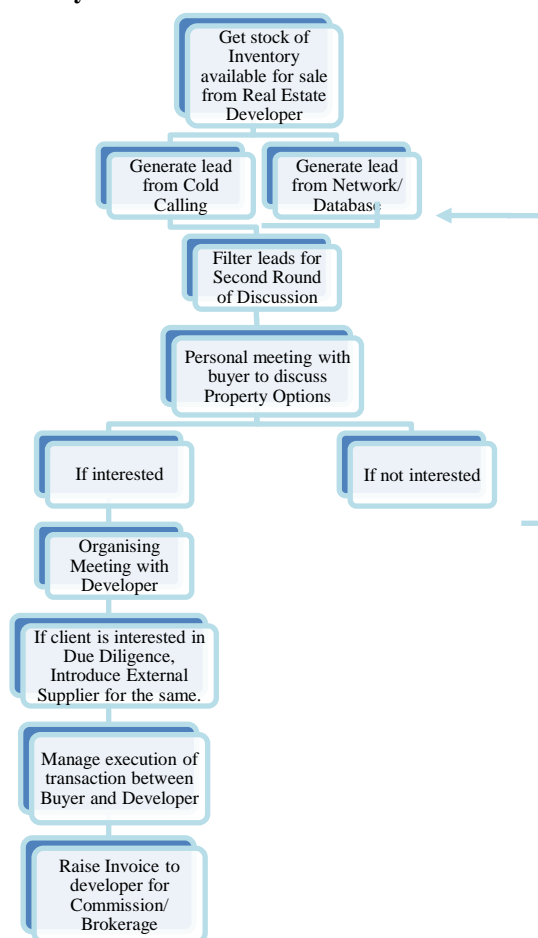 Get stock of
Inventory
available for sale
from Real Estate
Developer
Generate lead
from Cold
Calling
Generate lead
from Network/
Database
Filter leads for
Second Round
of Discussion
Personal meeting with
buyer to discuss
Property Options
If interested
If not interested
Organising
Meeting with
Developer
If client is interested in
Due Diligence,
Introduce External
Supplier for the same.
Manage execution of
transaction between
Buyer and Developer
Raise Invoice to
developer for
Commission/
Brokerage